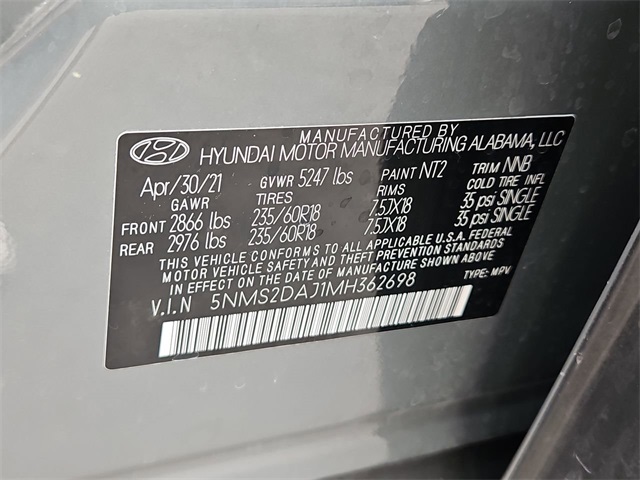 MANUFACTURED BY
HYUNDAI MOTOR MANUFACTURING ALABAMA, LLC
Apr/30/21 GVWR 5247 lbs PAINT NT2 TRIM NNB
GAWR TIRES RIMS COLD TIRE INFL
FRONT 2866 lbs 235/60R18 7.5JX18 35 psi SINGLE
REAR 2976 lbs 235/60R18 7.5JX18 35 psi SINGLE
THIS VEHICLE CONFORMS TO ALL APPLICABLE U.S.A. FEDERAL
MOTOR VEHICLE SAFETY AND THEFT PREVENTION STANDARDS
IN EFFECT ON THE DATE OF MANUFACTURE SHOWN ABOVE.
V.I.N 5NMS2DAJ1MH362698 TYPE: MPV